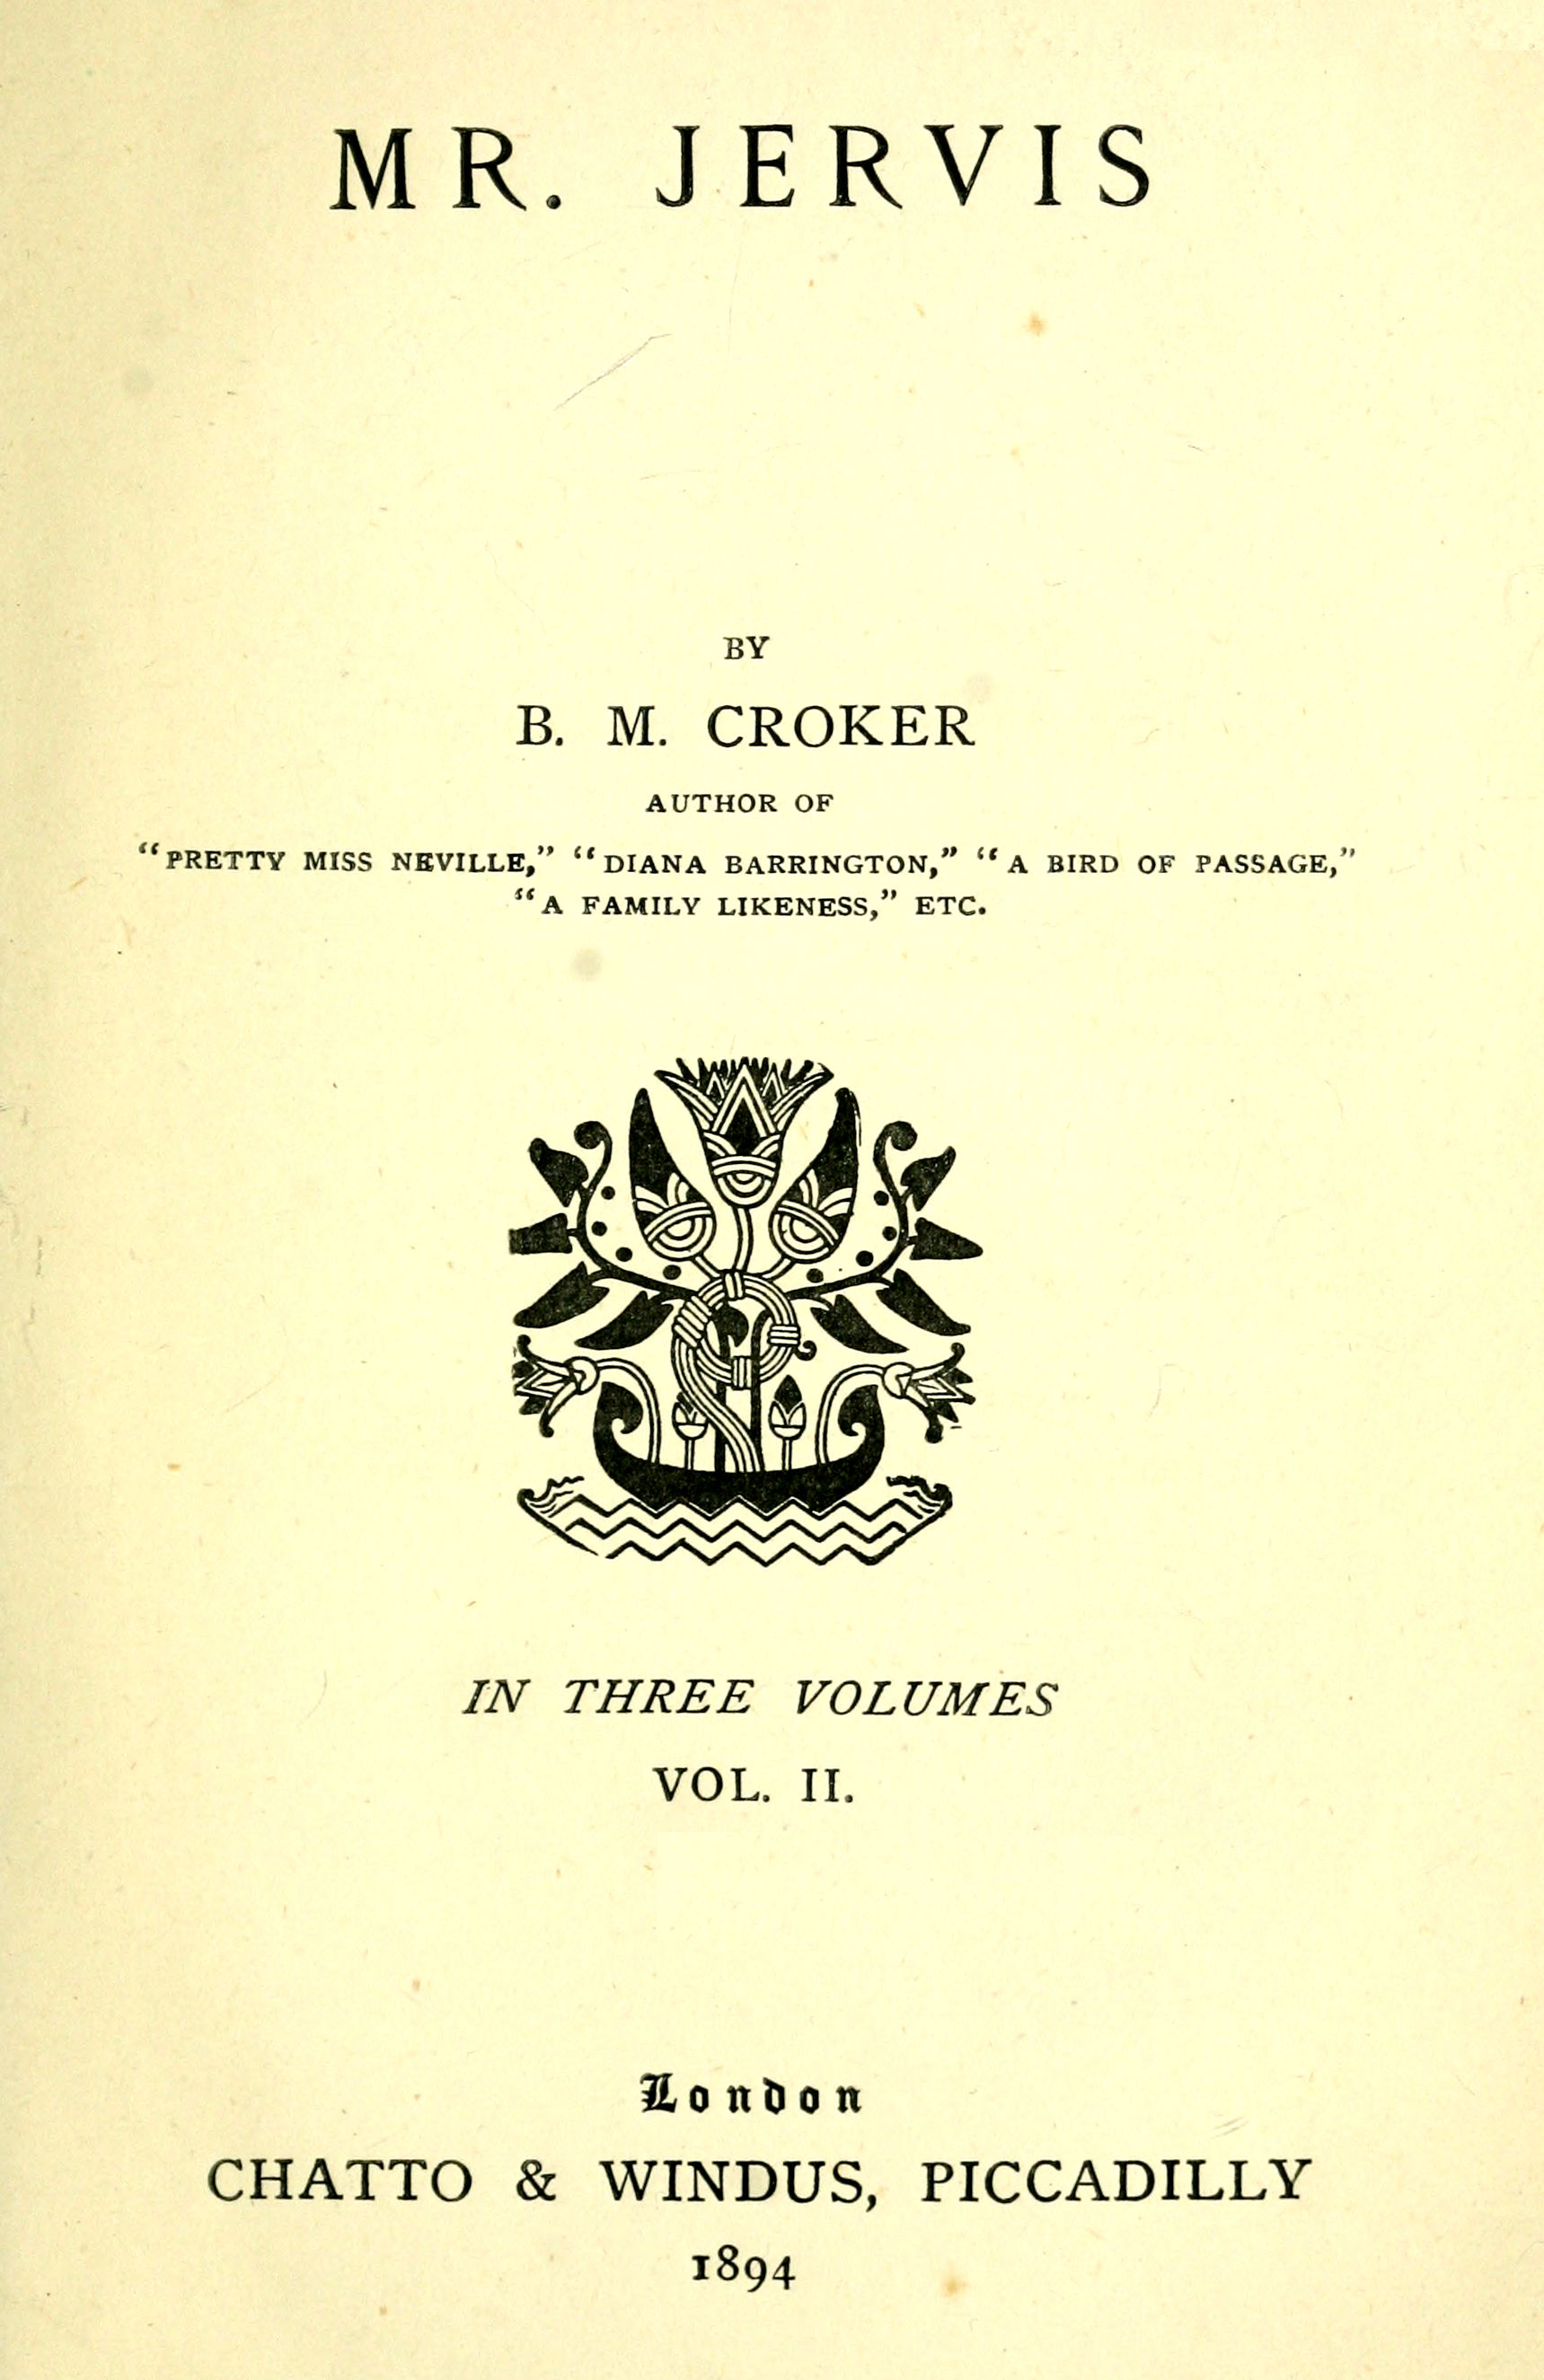 MR. JERVIS
BY
B. M. CROKER
AUTHOR OF
“PRETTY MISS NEVILLE,” “DIANA BARRINGTON,” “A BIRD OF PASSAGE,”
“A FAMILY LIKENESS,” ETC.
IN THREE VOLUMES
VOL. II.
London
CHATTO & WINDUS, PICCADILLY
1894